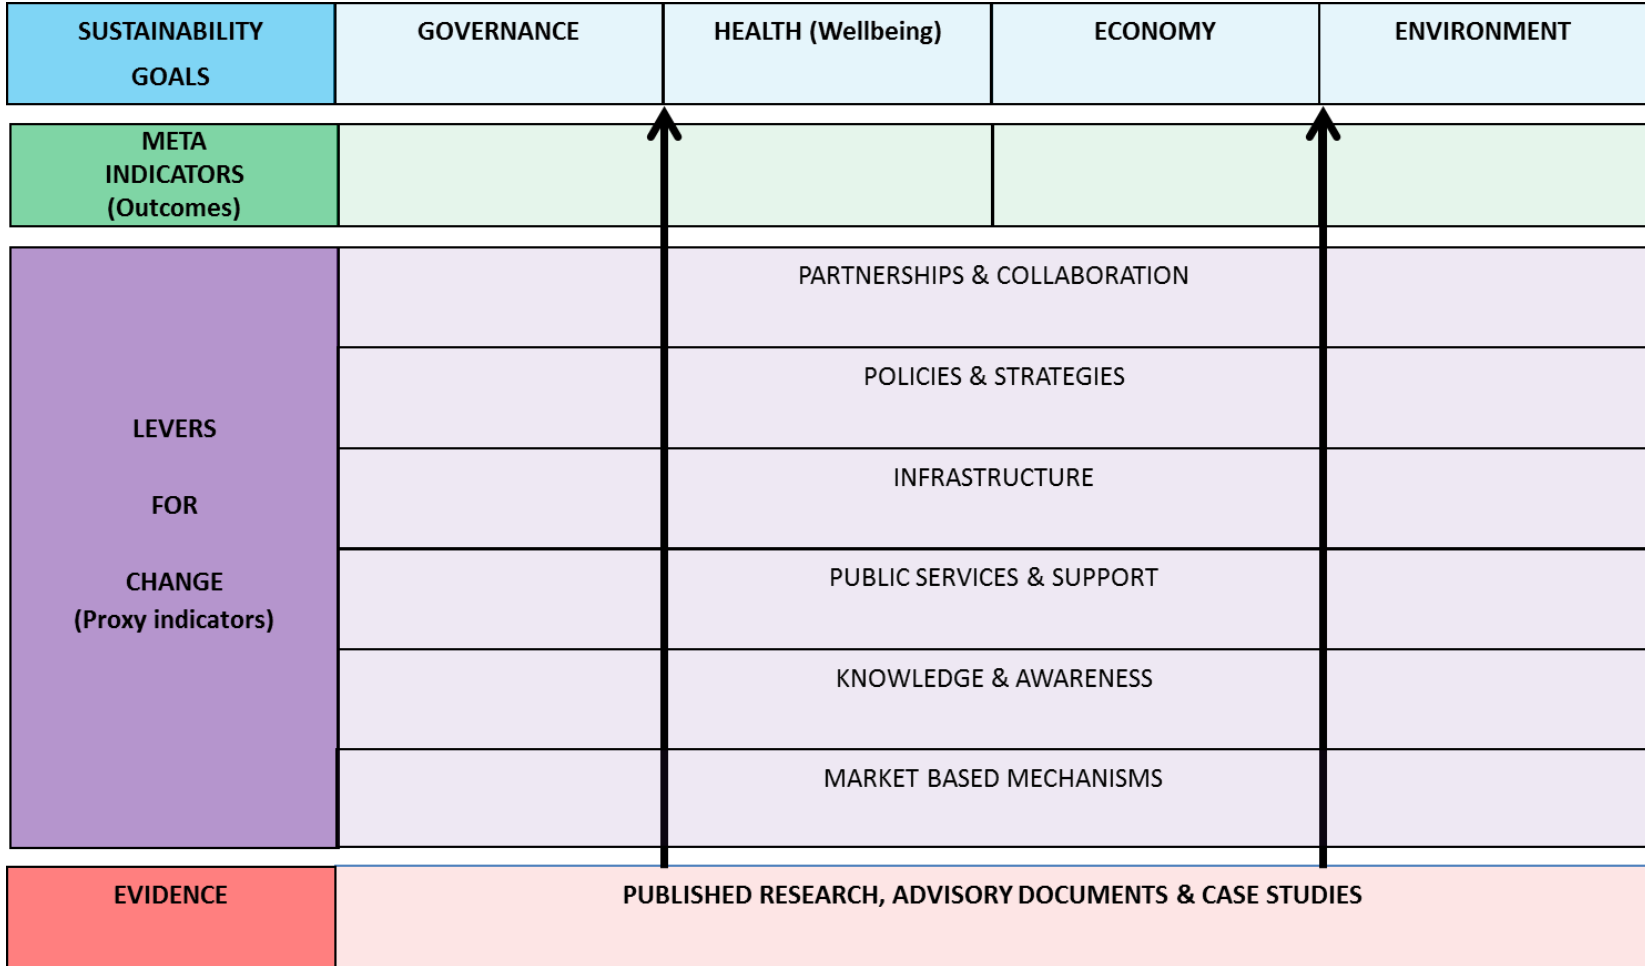 SUSTAINABILITY
GOALS
GOVERNANCE
HEALTH (Wellbeing)
ECONOMY
ENVIRONMENT
META
INDICATORS
(Outcomes)
LEVERS
FOR
CHANGE
(Proxy indicators)
PARTNERSHIPS & COLLABORATION
POLICIES & STRATEGIES
INFRASTRUCTURE
PUBLIC SERVICES & SUPPORT
KNOWLEDGE & AWARENESS
MARKET BASED MECHANISMS
EVIDENCE
PUBLISHED RESEARCH, ADVISORY DOCUMENTS & CASE STUDIES